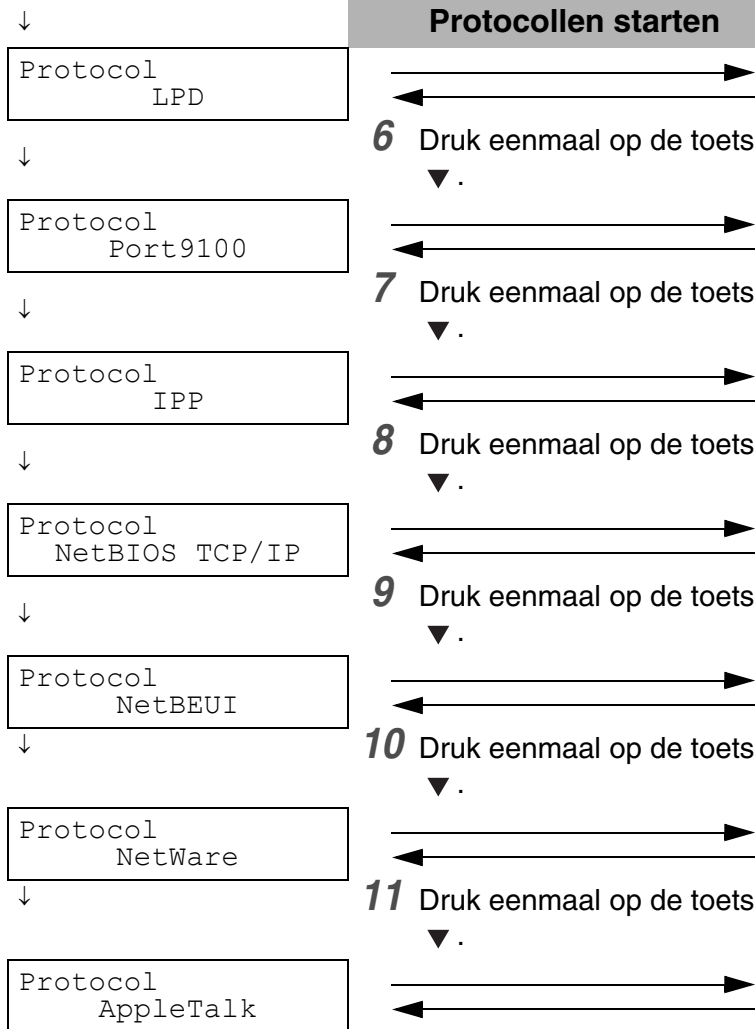 ↓
Protocollen starten
Protocol
LPD
↓
6 Druk eenmaal op de toets
▼ .
Protocol
Port9100
↓
7 Druk eenmaal op de toets
▼ .
Protocol
IPP
↓
8 Druk eenmaal op de toets
▼ .
Protocol
NetBIOS TCP/IP
↓
9 Druk eenmaal op de toets
▼ .
Protocol
NetBEUI
↓
10 Druk eenmaal op de toets
▼ .
Protocol
NetWare
↓
11 Druk eenmaal op de toets
▼ .
Protocol
AppleTalk